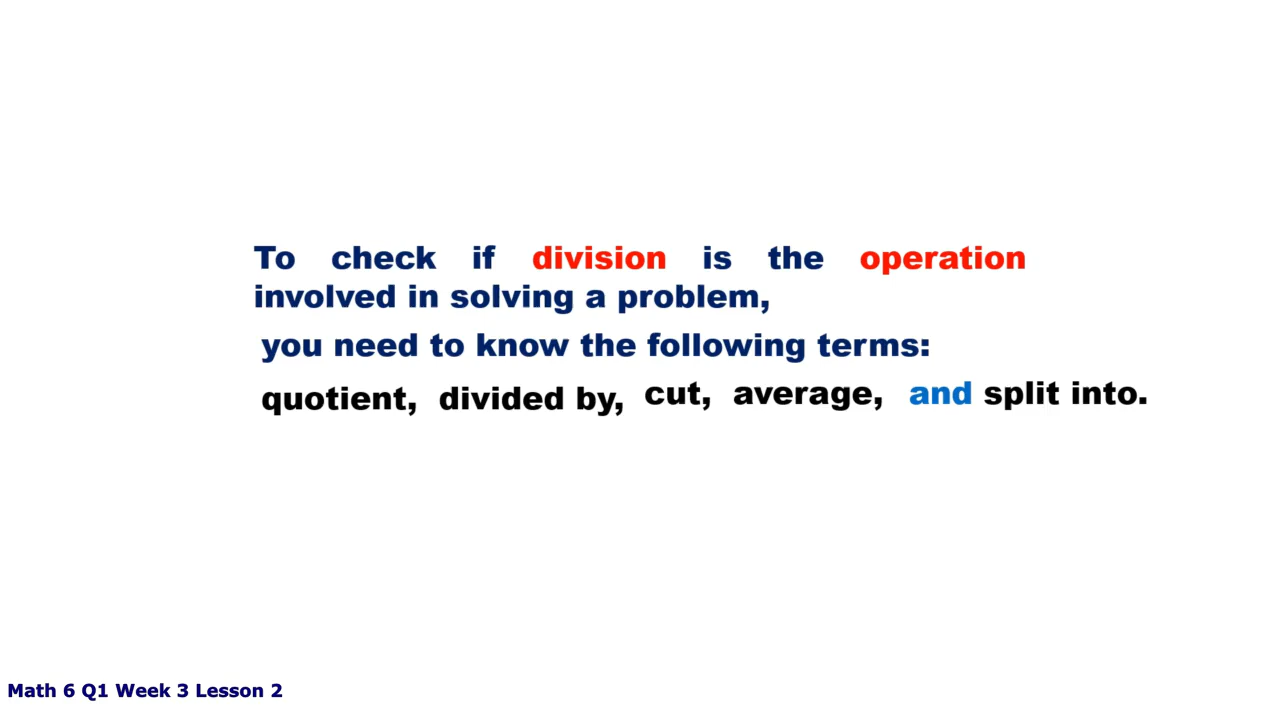 To check if division is the operation
involved in solving a problem,
you need to know the following terms:
quotient, divided by, cut, average, and split into.
Math 6 Q1 Week 3 Lesson 2